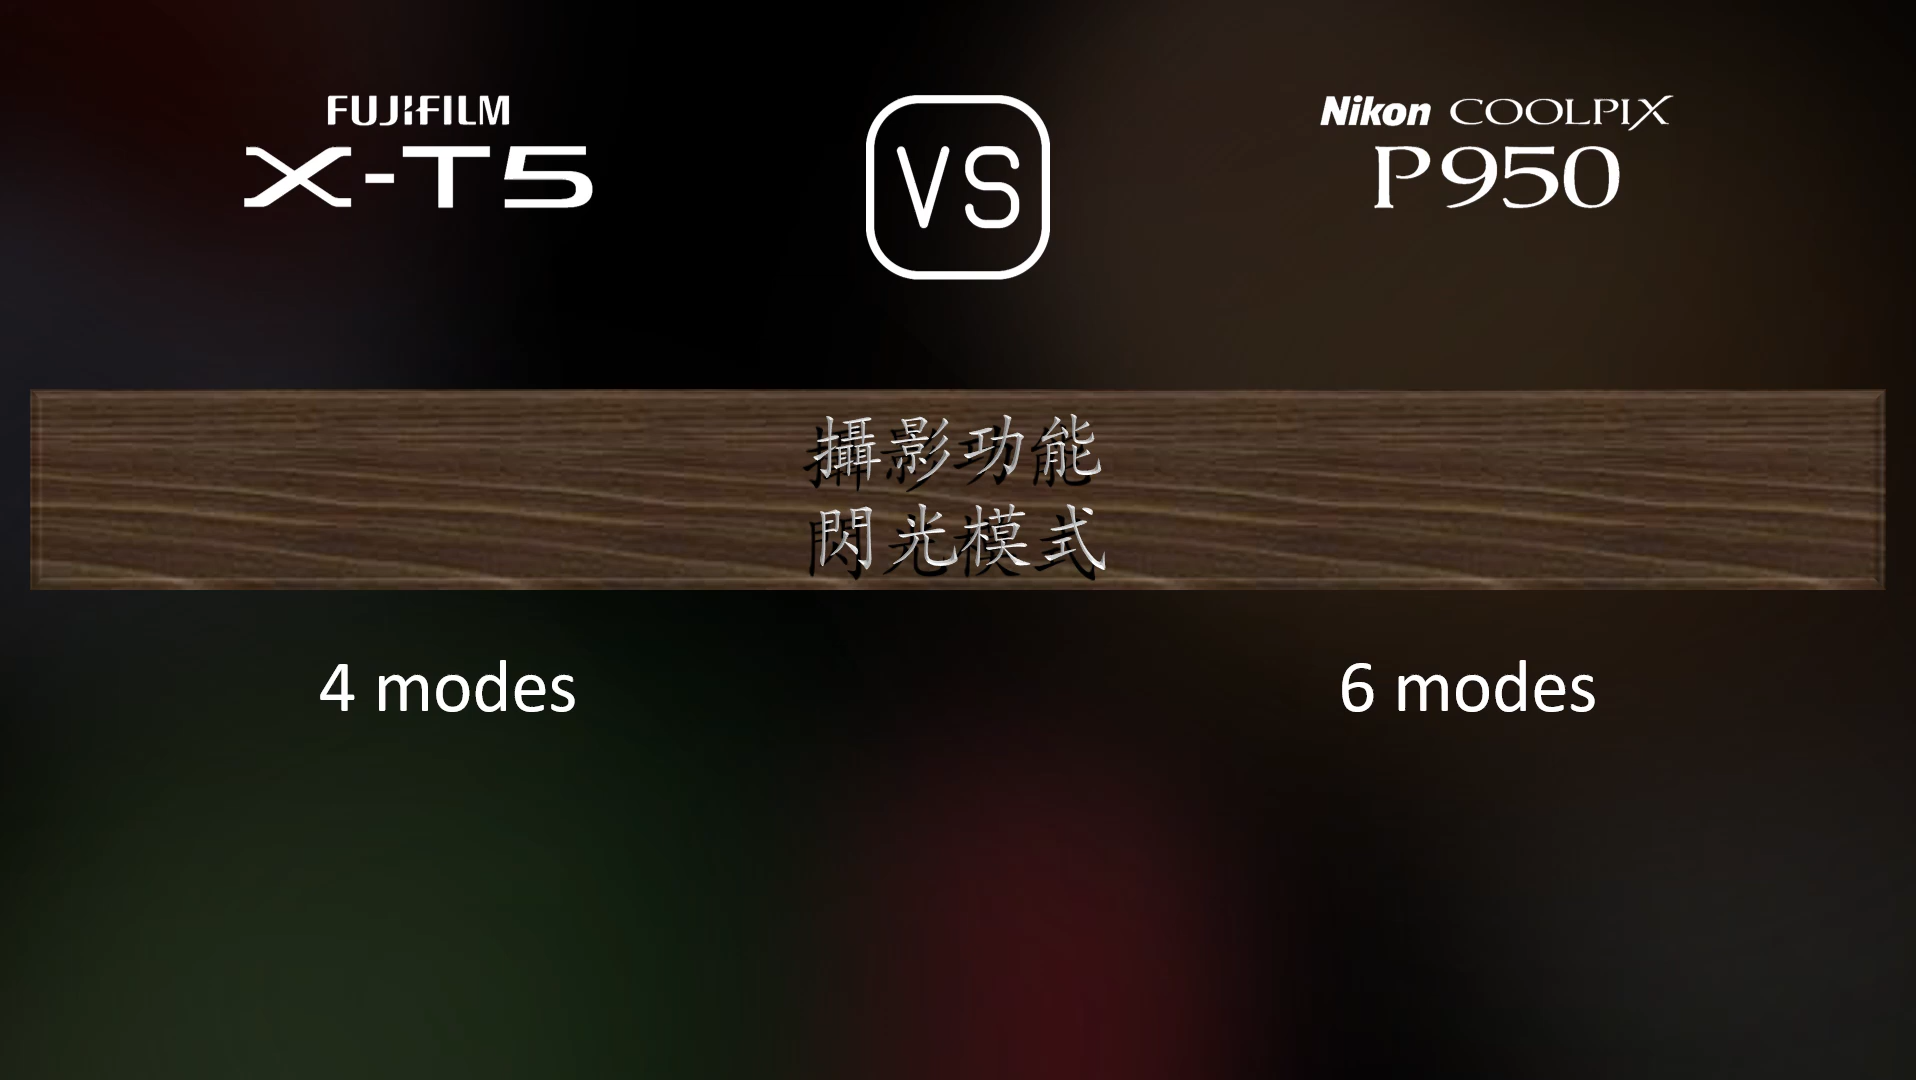 FUJIFILM
X-T5
VS
Nikon COOLPIX
P950
攝影功能
閃光模式
4 modes
6 modes